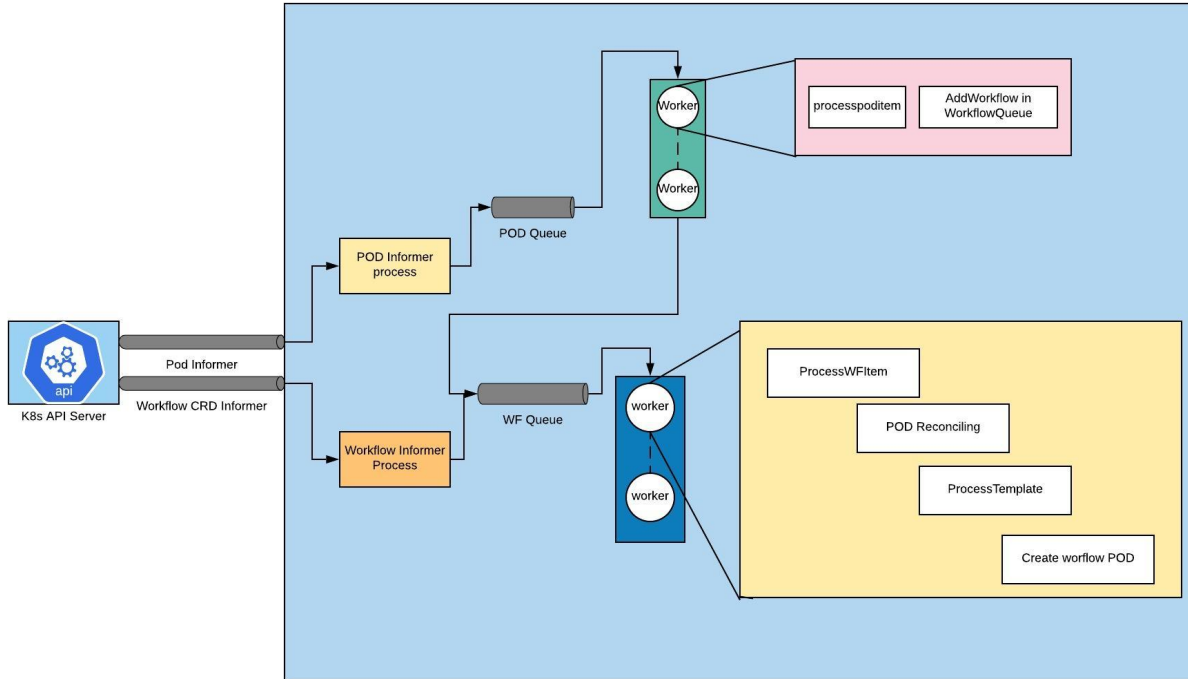 Worker
Worker
processpoditem
AddWorkflow in
WorkflowQueue
POD Queue
POD Informer
process
api
K8s API Server
Pod Informer
Workflow CRD Informer
Workflow Informer
Process
WF Queue
worker
worker
ProcessWFItem
POD Reconciling
ProcessTemplate
Create worflow POD